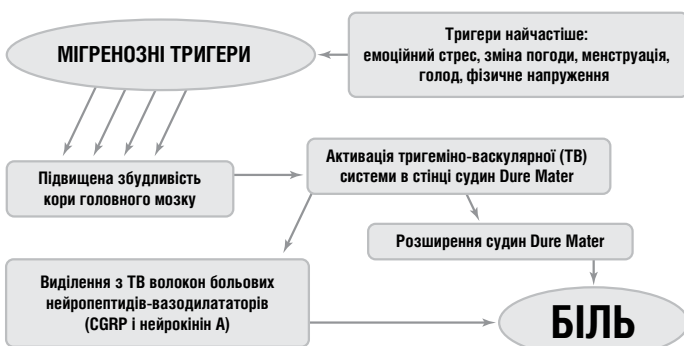 МІГРЕНОЗНІ ТРИГЕРИ
Тригери найчастіше:
емоційний стрес, зміна погоди, менструація,
голод, фізичне напруження
Підвищена збудливість
кори головного мозку
Активація тригеміно-васкулярної (ТВ)
системи в стінці судин Dure Mater
Розширення судин Dure Mater
Виділення з ТВ волокон больових
нейропептидів-вазодилататорів
(CGRP і нейрокінін А)
БІЛЬ